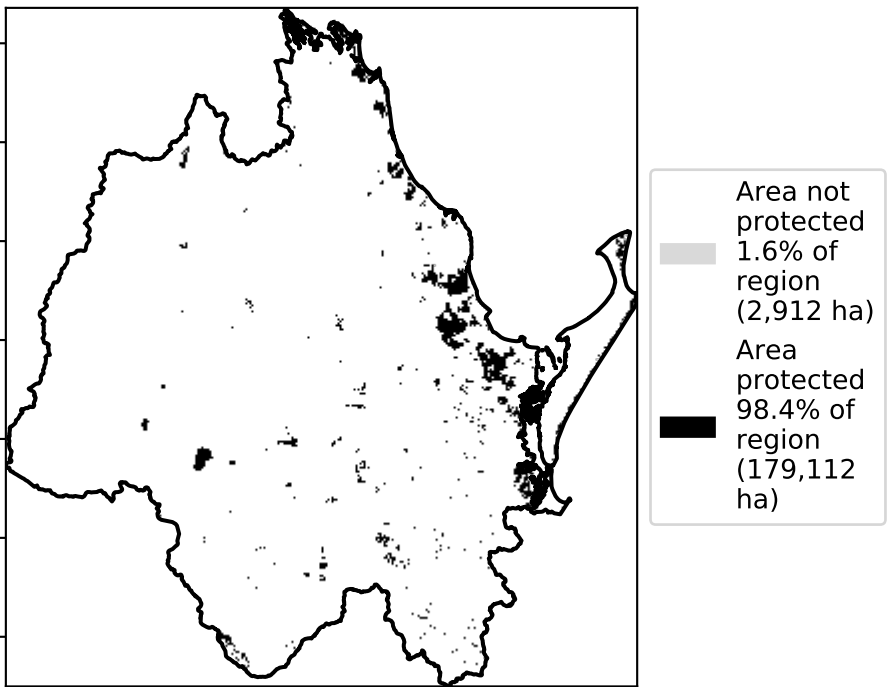 Area not
protected
1.6% of
region
(2,912 ha)
Area
protected
98.4% of
region
(179,112
ha)